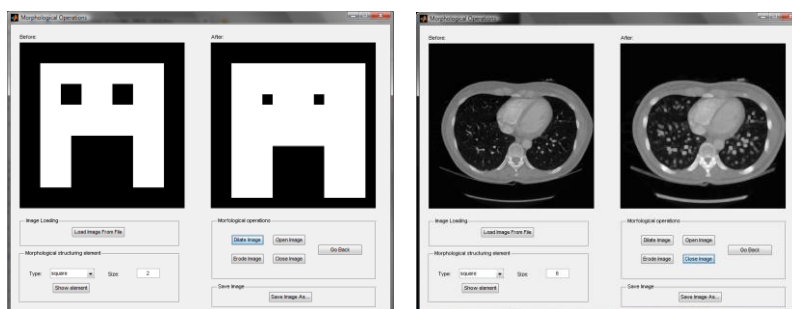 Morphological Operations
Before:
After:
Image Loading
Load Image From File
Morphological structuring element
Type:
square
Size:
2
Show element
Morfological operations
Dilate Image
Open Image
Erode Image
Close Image
Go Back
Save Image
Save Image As...
Morphological Operations
Before:
After:
Image Loading
Load Image From File
Morphological structuring element
Type:
square
Size:
Show element
Morfological operations
Dilate Image
Open Image
Erode Image
Close Image
Go Back
Save Image
Save Image As...